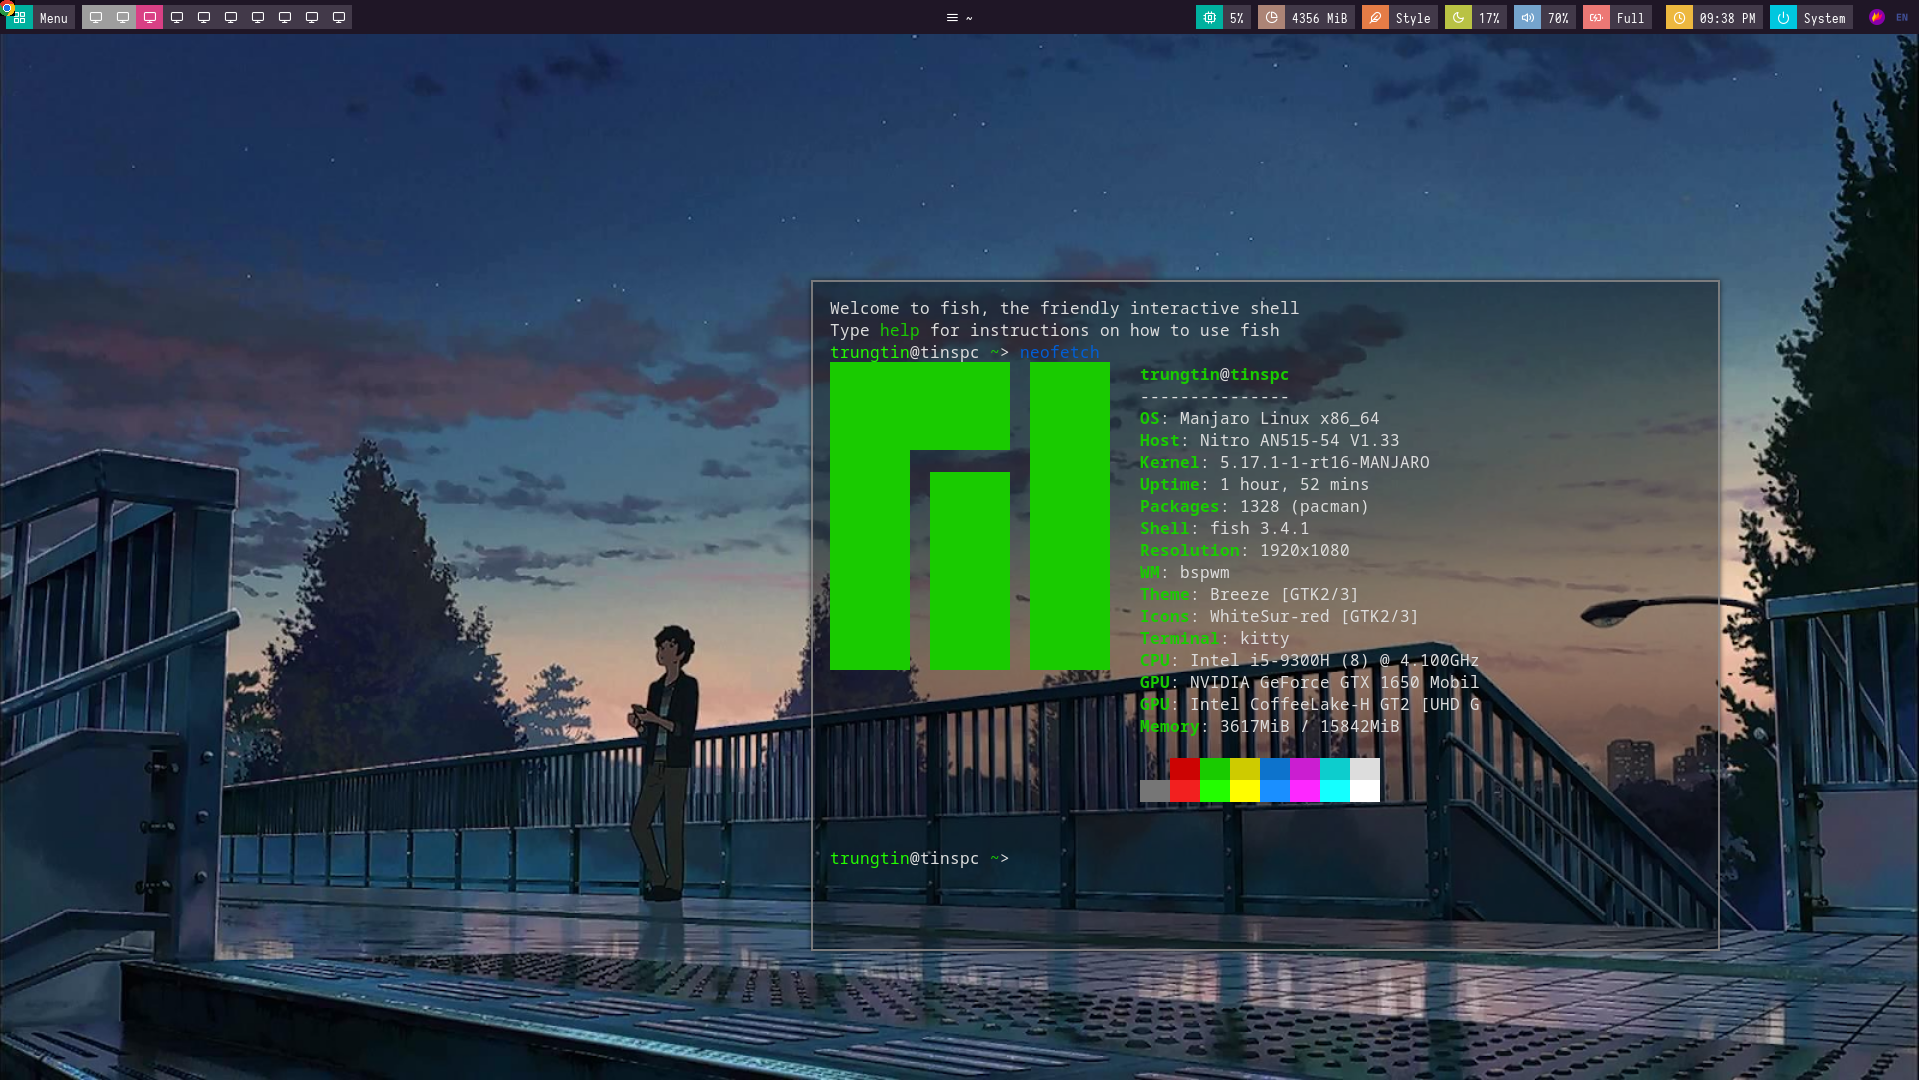 Menu
~
5%
4356 MiB
Style
17%
70%
Full
09:38 PM
System
EN
Welcome to fish, the friendly interactive shell
Type help for instructions on how to use fish
trungtin@tinspc ~> neofetch
trungtin@tinspc
---------------
OS: Manjaro Linux x86_64
Host: Nitro AN515-54 V1.33
Kernel: 5.17.1-1-rt16-MANJARO
Uptime: 1 hour, 52 mins
Packages: 1328 (pacman)
Shell: fish 3.4.1
Resolution: 1920x1080
WM: bspwm
Theme: Breeze [GTK2/3]
Icons: WhiteSur-red [GTK2/3]
Terminal: kitty
CPU: Intel i5-9300H (8) @ 4.100GHz
GPU: NVIDIA GeForce GTX 1650 Mobil
GPU: Intel CoffeeLake-H GT2 [UHD G
Memory: 3617MiB / 15842MiB
trungtin@tinspc ~>